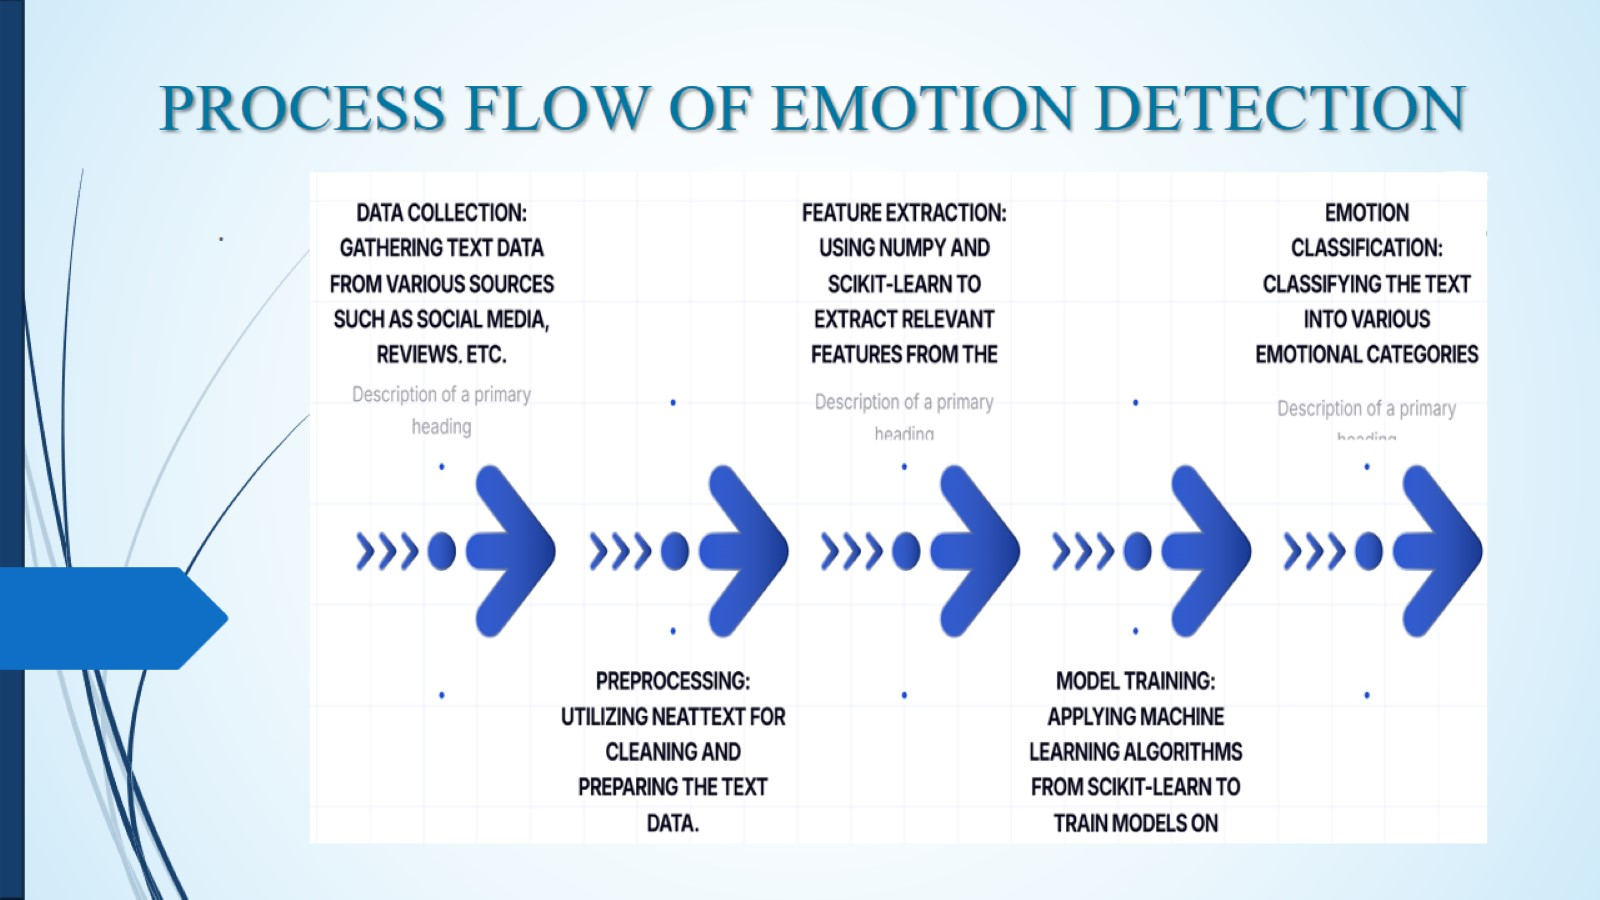 PROCESS FLOW OF EMOTION DETECTION
DATA COLLECTION:
GATHERING TEXT DATA
FROM VARIOUS SOURCES
SUCH AS SOCIAL MEDIA,
REVIEWS. ETC.
Description of a primary
heading
FEATURE EXTRACTION:
USING NUMPY AND
SCIKIT-LEARN TO
EXTRACT RELEVANT
FEATURES FROM THE
Description of a primary
heading
EMOTION
CLASSIFICATION:
CLASSIFYING THE TEXT
INTO VARIOUS
EMOTIONAL CATEGORIES
Description of a primary
heading
PREPROCESSING:
UTILIZING NEATTEXT FOR
CLEANING AND
PREPARING THE TEXT
DATA.
MODEL TRAINING:
APPLYING MACHINE
LEARNING ALGORITHMS
FROM SCIKIT-LEARN TO
TRAIN MODELS ON